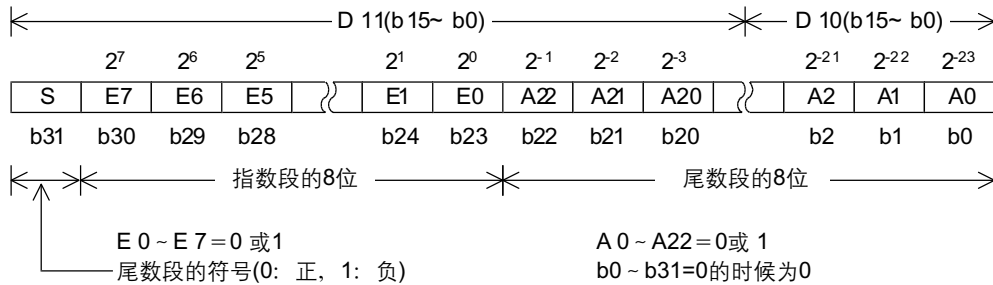 D 11(b 15~ b0) D 10(b15~ b0)
2⁷ 2⁶ 2⁵ 2¹ 2⁰ 2⁻¹ 2⁻² 2⁻³ 2⁻²¹ 2⁻²² 2⁻²³
S E7 E6 E5 E1 E0 A22 A21 A20 A2 A1 A0
b31 b30 b29 b28 b24 b23 b22 b21 b20 b2 b1 b0
指数段的8位 尾数段的8位
E 0 ~ E 7＝0 或1 A 0 ~ A22＝0或 1
尾数段的符号(0: 正，1: 负) b0 ~ b31=0的时候为0